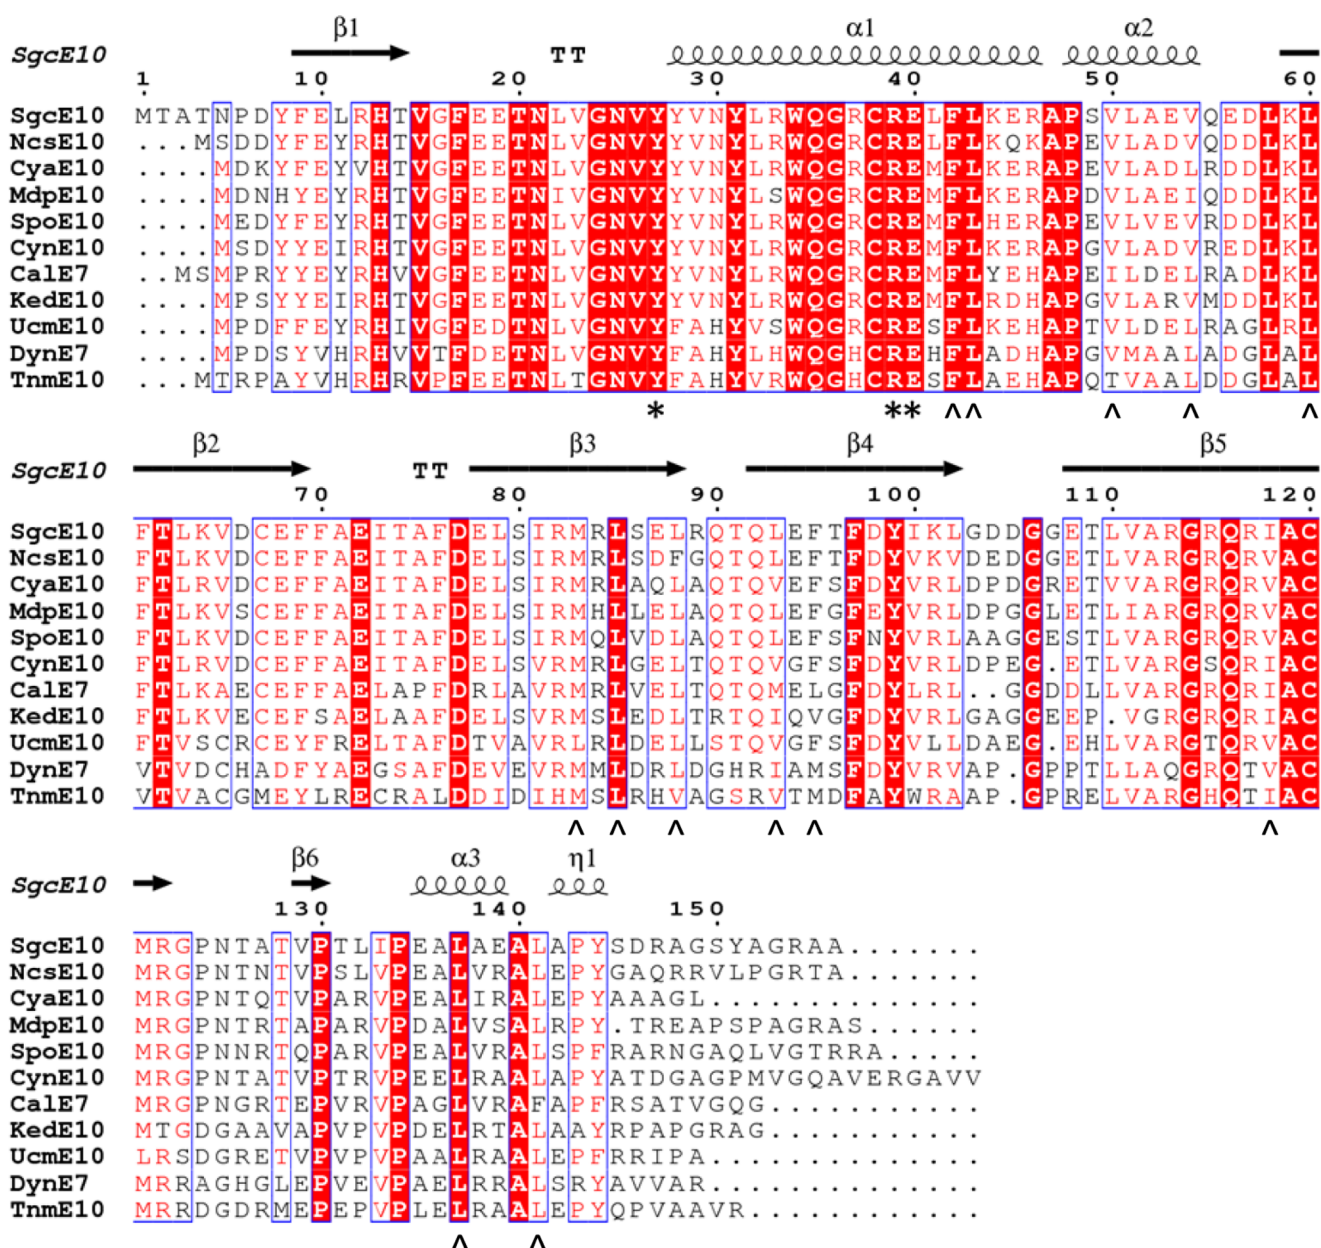 β1 α1 α2
SgcE10 TT
1 10 20 30 40 50 60
SgcE10 MTATNPDYFELRHTVGFEETNLVGNVYYVNYLRWQGRCRELFLKERAPSVLAEVQEDLKL
NcsE10 ...MSDDYFEYRHTVGFEETNLVGNVYYVNYLRWQGRCRELFLKQKAPEVLADVQDDLKL
CyaE10 ....MDKYFEYVHTVGFEETNLVGNVYYVNYLRWQGRCREMFLKERAPDVLADLRDDLKL
MdpE10 ....MDNHYEYRHTVGFEETNIVGNVYYVNYLSWQGRCREMFLKERAPDVLAEIQDDLKL
SpoE10 ....MEDYFEYRHTVGFEETNLVGNVYYVNYLRWQGRCREMFLHERAPEVLVEVRDDLKL
CynE10 ....MSDYYEIRHTVGFEETNLVGNVYYVNYLRWQGRCREMFLKERAPGVLADVREDLKL
CalE7 ..MSMPRYYEYRHVVGFEETNLVGNVYYVNYLRWQGRCREMFLYEHAPEILDELRADLKL
KedE10 ....MPSYYEIRHTVGFEETNLVGNVYYVNYLRWQGRCREMFLRDHAPGVLARVMDDLKL
UcmE10 ....MPDFFEYRHIVGFEDTNLVGNVYFAHYVSWQGRCRESFLKEHAPTVLDELRAGLRL
DynE7 ....MPDSYVHRHVVTFDETNLVGNVYFAHYLHWQGHCREHFLADHAPGVMAALADGLAL
TnmE10 ...MTRPAYVHRHRVPFEETNLTGNVYFAHYVRWQGHCRESFLAEHAPQTVAALDDGLAL
* ** ^^ ^ ^ ^
β2 β3 β4 β5
SgcE10 TT
70 80 90 100 110 120
SgcE10 FTLKVDCEFFAEITAFDELSIRMRLSELRQTQLEFTFDYIKLGDDGGETLVARGRQRIAC
NcsE10 FTLKVDCEFFAEITAFDELSIRMRLSDFGQTQLEFTFDYVKVDEDGGETLVARGRQRVAC
CyaE10 FTLRVDCEFFAEITAFDELSIRMRLAQLAQTQVEFSFDYVRLDPDGRETVVARGRQRVAC
MdpE10 FTLKVSCEFFAEITAFDELSIRMHLLELAQTQLEFGFEYVRLDPGGLETLIARGRQRVAC
SpoE10 FTLKVDCEFFAEITAFDELSIRMQLVDLAQTQLEFSFNYVRLAAGGESTLVARGRQRVAC
CynE10 FTLRVDCEFFAEITAFDELSVRMRLGELTQTQVGFSFDYVRLDPEG.ETLVARGSQRIAC
CalE7 FTLKAECEFFAELAPFDRLAVRMRLVELTQTQMELGFDYLRL..GGDDLLVARGRQRIAC
KedE10 FTLKVECEFSAELAAFDELSVRMSLEDLTRTQIQVGFDYVRLGAGGEEP.VGRGRQRIAC
UcmE10 FTVSCRCEYFRELTAFDTVAVRLRLDELLSTQVGFSFDYVLLDAEG.EHLVARGTQRVAC
DynE7 VTVDCHADFYAEGSAFDEVEVRMMLDRLDGHRIAMSFDYVRVAP.GPPTLLAQGRQTVAC
TnmE10 VTVACGMEYLRECRALDDIDIHMSLRHVAGSRVTMDFAYWRAAP.GPRELVARGHQTIAC
^ ^ ^ ^ ^ ^
β6 α3 η1
SgcE10
130 140 150
SgcE10 MRGPNTATVPTLIPEALAEALAPYSDRAGSYAGRAA.......
NcsE10 MRGPNTNTVPSLVPEALVRALEPYGAQRRVLPGRTA.......
CyaE10 MRGPNTQTVPARVPEALIRALEPYAAAGL..............
MdpE10 MRGPNTRTAPARVPDALVSALRPY.TREAPSPAGRAS......
SpoE10 MRGPNNRTQPARVPEALVRALSPFRARNGAQLVGTRRA.....
CynE10 MRGPNTATVPTRVPEELRAALAPYATDGAGPMVGQAVERGAVV
CalE7 MRGPNGRTEPVRVPAGLVRAFAPFRSATVGQG...........
KedE10 MTGDGAAVAPVPVPDELRTALAAYRPAPGRAG...........
UcmE10 LRSDGRETVPVPVPAALRAALEPFRRIPA..............
DynE7 MRRAGHGLEPVEVPAELRRALSRYAVVAR..............
TnmE10 MRRDGDRMEPEPVPLELRAALEPYQPVAAVR............
^ ^